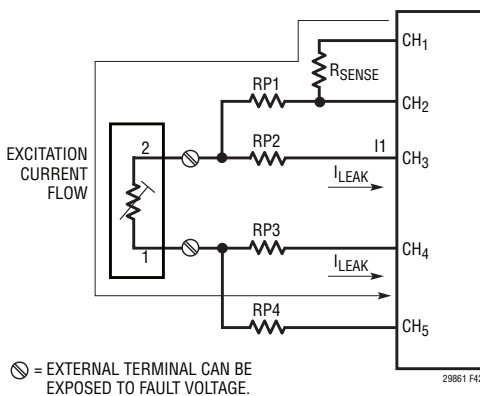 CH1
RSENSE
RP1
CH2
RP2
2
I1
CH3
EXCITATION
CURRENT
FLOW
ILEAK
RP3
1
CH4
ILEAK
RP4
CH5
= EXTERNAL TERMINAL CAN BE
EXPOSED TO FAULT VOLTAGE.
29861 F42